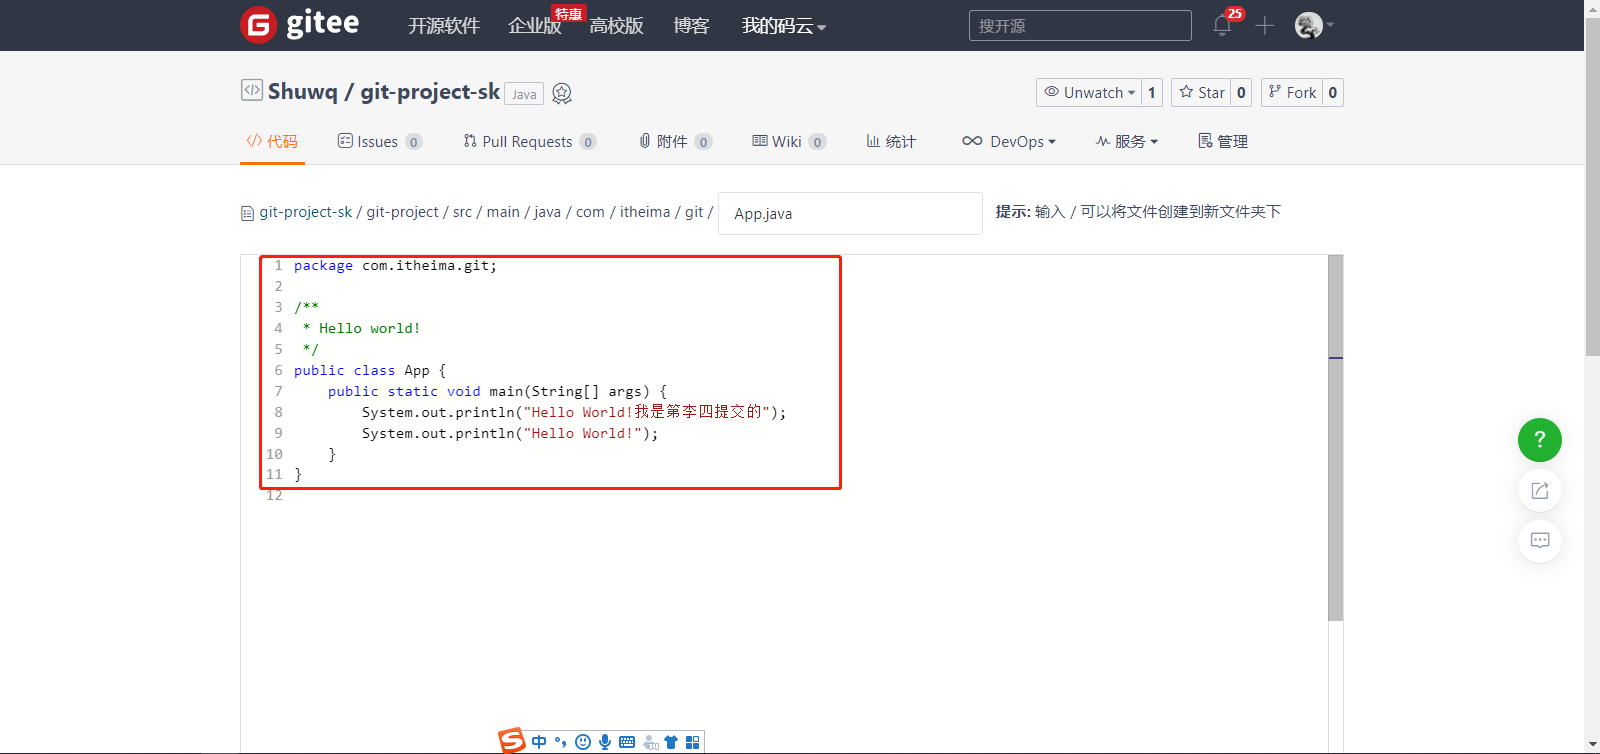 gitee 开源软件 企业版 特惠 高校版 博客 我的码云 搜开源 25
Shuwq / git-project-sk Java Unwatch 1 Star 0 Fork 0
代码 Issues 0 Pull Requests 0 附件 0 Wiki 0 统计 DevOps 服务 管理
git-project-sk / git-project / src / main / java / com / itheima / git / App.java 提示: 输入 / 可以将文件创建到新文件夹下
1 package com.itheima.git;
2
3 /**
4  * Hello world!
5  */
6 public class App {
7     public static void main(String[] args) {
8         System.out.println("Hello World!我是第李四提交的");
9         System.out.println("Hello World!");
10     }
11 }
12
?
S 中 °,